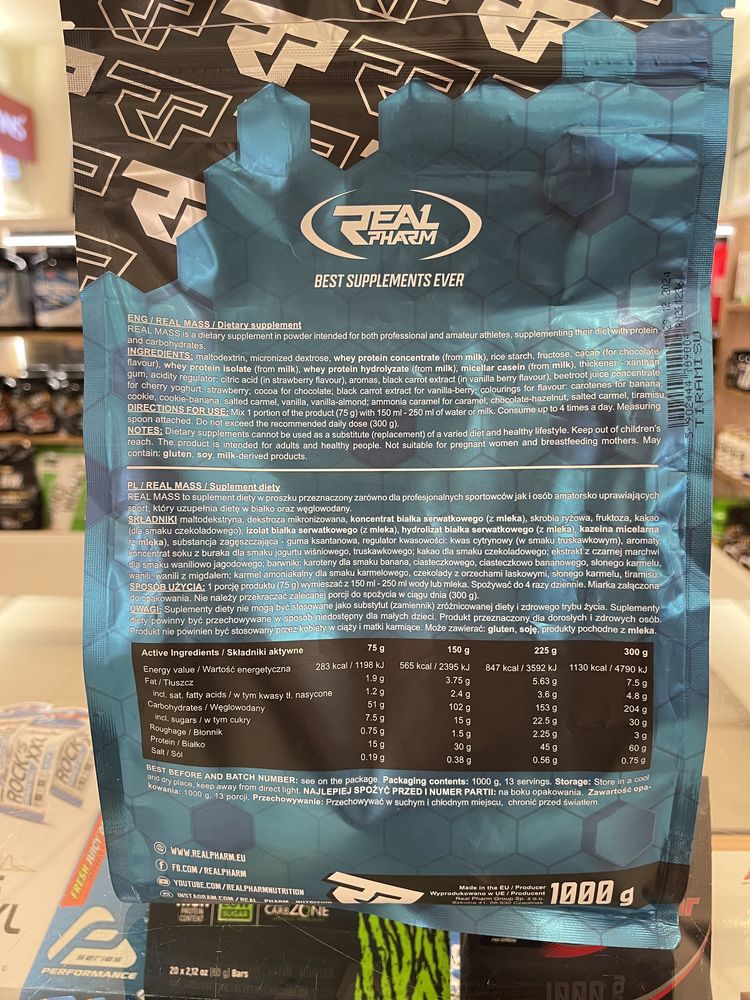 REAL
PHARM
BEST SUPPLEMENTS EVER
ENG / REAL MASS / Dietary supplement
REAL MASS is a dietary supplement in powder intended for both professional and amateur athletes, supplementing their diet with protein
and carbohydrates.
INGREDIENTS: maltodextrin, micronized dextrose, whey protein concentrate (from milk), rice starch, fructose, cacao (for chocolate
flavour), whey protein isolate (from milk), whey protein hydrolyzate (from milk), micellar casein (from milk), thickener - xanthan
gum, acidity regulator: citric acid (in strawberry flavour), aromas, black carrot extract (in vanilla berry flavour), beetroot juice concentrate
for cherry yoghurt, strawberry; cocoa for chocolate; black carrot extract for vanilla-berry; colourings for flavour: carotenes for banana,
cookie, cookie-banana, salted carmel, vanilla, vanilla-almond; ammonia caramel for caramel, chocolate-hazelnut, salted carmel, tiramisu,
DIRECTIONS FOR USE: Mix 1 portion of the product (75 g) with 150 ml - 250 ml of water or milk. Consume up to 4 times a day. Measuring
spoon attached. Do not exceed the recommended daily dose (300 g).
NOTES: Dietary supplements cannot be used as a substitute (replacement) of a varied diet and healthy lifestyle. Keep out of children's
reach. The product is intended for adults and healthy people. Not suitable for pregnant women and breastfeeding mothers. May
contain: gluten, soy, milk-derived products.
TIRAMISU
PL / REAL MASS / Suplement diety
REAL MASS to suplement diety w proszku przeznaczony zarówno dla profesjonalnych sportowców jak i osób amatorsko uprawiających
sport, który uzupełnia dietę w białko oraz węglowodany.
SKŁADNIKI maltodekstryna, dekstroza mikronizowana, koncentrat białka serwatkowego (z mleka), skrobia ryżowa, fruktoza, kakao
(dla smaku czekoladowego), izolat białka serwatkowego (z mleka), hydrolizat białka serwatkowego (z mleka), kazeina micelarna
(z mleka), substancja zagęszczająca - guma ksantanowa, regulator kwasowości: kwas cytrynowy (w smaku truskawkowym), aromaty,
koncentrat soku z buraka dla smaku jogurtu wiśniowego, truskawkowego; kakao dla smaku czekoladowego; ekstrakt z czarnej marchwi
dla smaku waniliowo jagodowego; barwniki: karoteny dla smaku banana, ciasteczkowego, ciasteczkowo bananowego, słonego karmelu,
wanili, wanili z migdałem; karmel amoniakalny dla smaku karmelowego, czekolady z orzechami laskowymi, słonego karmelu, tiramisu.
SPOSÓB UŻYCIA: 1 porcję produktu (75 g) wymieszać z 150 ml - 250 ml wody lub mleka. Spożywać do 4 razy dziennie. Miarka załączona
do opakowania. Nie należy przekraczać zalecanej porcji do spożycia w ciągu dnia (300 g).
UWAGI: Suplementy diety nie mogą być stosowane jako substytut (zamiennik) zróżnicowanej diety i zdrowego trybu życia. Suplementy
diety powinny być przechowywane w sposób niedostępny dla małych dzieci. Produkt przeznaczony dla dorosłych i zdrowych osób.
Produkt nie powinien być stosowany przez kobiety w ciąży i matki karmiące. Może zawierać: gluten, soję, produkty pochodne z mleka.
Active Ingredients / Składniki aktywne 75 g 150 g 225 g 300 g
Energy value / Wartość energetyczna 283 kcal / 1198 kJ 565 kcal / 2395 kJ 847 kcal / 3592 kJ 1130 kcal / 4790 kJ
Fat / Tłuszcz 1.9 g 3.75 g 5.63 g 7.5 g
incl. sat. fatty acids / w tym kwasy tł. nasycone 1.2 g 2.4 g 3.6 g 4.8 g
Carbohydrates / Węglowodany 51 g 102 g 153 g 204 g
incl. sugars / w tym cukry 7.5 g 15 g 22.5 g 30 g
Roughage / Błonnik 0.75 g 1.5 g 2.25 g 3 g
Protein / Białko 15 g 30 g 45 g 60 g
Salt / Sól 0.19 g 0.38 g 0.56 g 0.75 g
BEST BEFORE AND BATCH NUMBER: see on the package. Packaging contents: 1000 g, 13 servings. Storage: Store in a cool
and dry place, keep away from direct light. NAJLEPIEJ SPOŻYĆ PRZED I NUMER PARTII: na boku opakowania. Zawartość opa-
kowania: 1000 g, 13 porcji. Przechowywanie: Przechowywać w suchym i chłodnym miejscu, chronić przed światłem.
WWW.REALPHARM.EU
FB.COM/REALPHARM
YOUTUBE.COM/REALPHARMNUTRITION
INSTAGRAM.COM/REAL_PHARM_NUTRITION
Made in the EU / Producer
Wyprodukowano w UE / Producent
Real Pharm Group Sp. z o.o.
1000 g
ROCK'S
XXL
FRESH JUICY
series
PERFORMANCE
PROTEIN
CONTENT
SUGAR
CARBZONE
20 x 2,12 oz (60 g) Bars